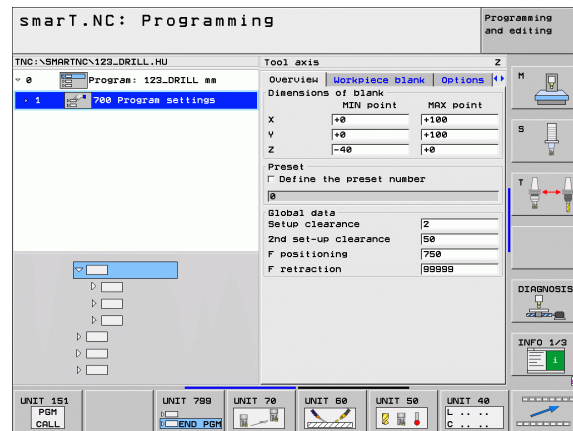 smarT.NC: Programming
Programming and editing
TNC:\SMARTNC\123_DRILL.HU
Tool axis Z
0 Program: 123_DRILL mm
1 700 Program settings
Overview Workpiece blank Options
Dimensions of blank
MIN point MAX point
X +0 +100
Y +0 +100
Z -40 +0
Preset
Define the preset number
0
Global data
Setup clearance 2
2nd set-up clearance 50
F positioning 750
F retraction 99999
M
S
T
DIAGNOSIS
INFO 1/3
i
UNIT 151
PGM
CALL
UNIT 799
END PGM
UNIT 70
UNIT 60
UNIT 50
UNIT 40
L .. ..
C .. ..